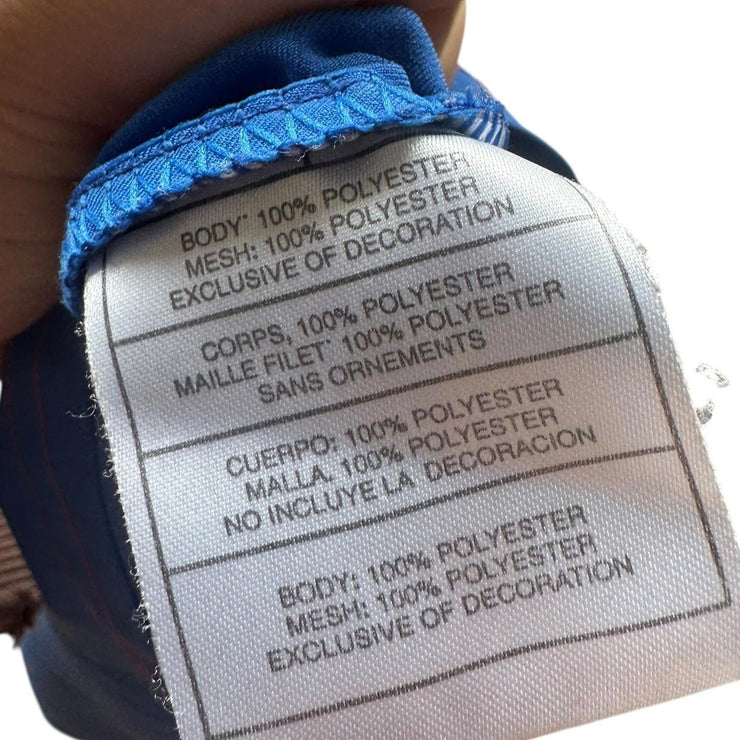 BODY: 100% POLYESTER
MESH: 100% POLYESTER
EXCLUSIVE OF DECORATION
CORPS, 100% POLYESTER
MAILLE FILET: 100% POLYESTER
SANS ORNEMENTS
CUERPO: 100% POLYESTER
MALLA. 100% POLYESTER
NO INCLUYE LA DECORACION
BODY: 100% POLYESTER
MESH: 100% POLYESTER
EXCLUSIVE OF DECORATION